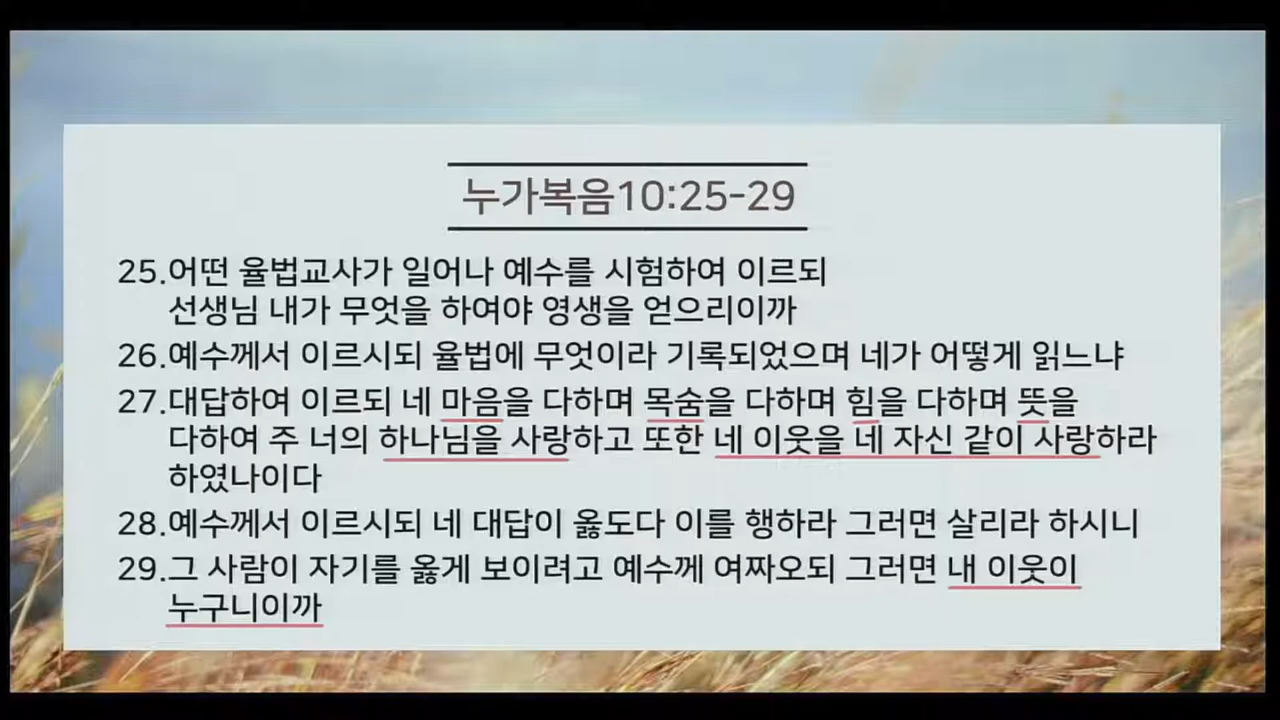 누가복음10:25-29
25.어떤 율법교사가 일어나 예수를 시험하여 이르되
선생님 내가 무엇을 하여야 영생을 얻으리이까
26.예수께서 이르시되 율법에 무엇이라 기록되었으며 네가 어떻게 읽느냐
27.대답하여 이르되 네 마음을 다하며 목숨을 다하며 힘을 다하며 뜻을
다하여 주 너의 하나님을 사랑하고 또한 네 이웃을 네 자신 같이 사랑하라
하였나이다
28.예수께서 이르시되 네 대답이 옳도다 이를 행하라 그러면 살리라 하시니
29.그 사람이 자기를 옳게 보이려고 예수께 여짜오되 그러면 내 이웃이
누구니이까